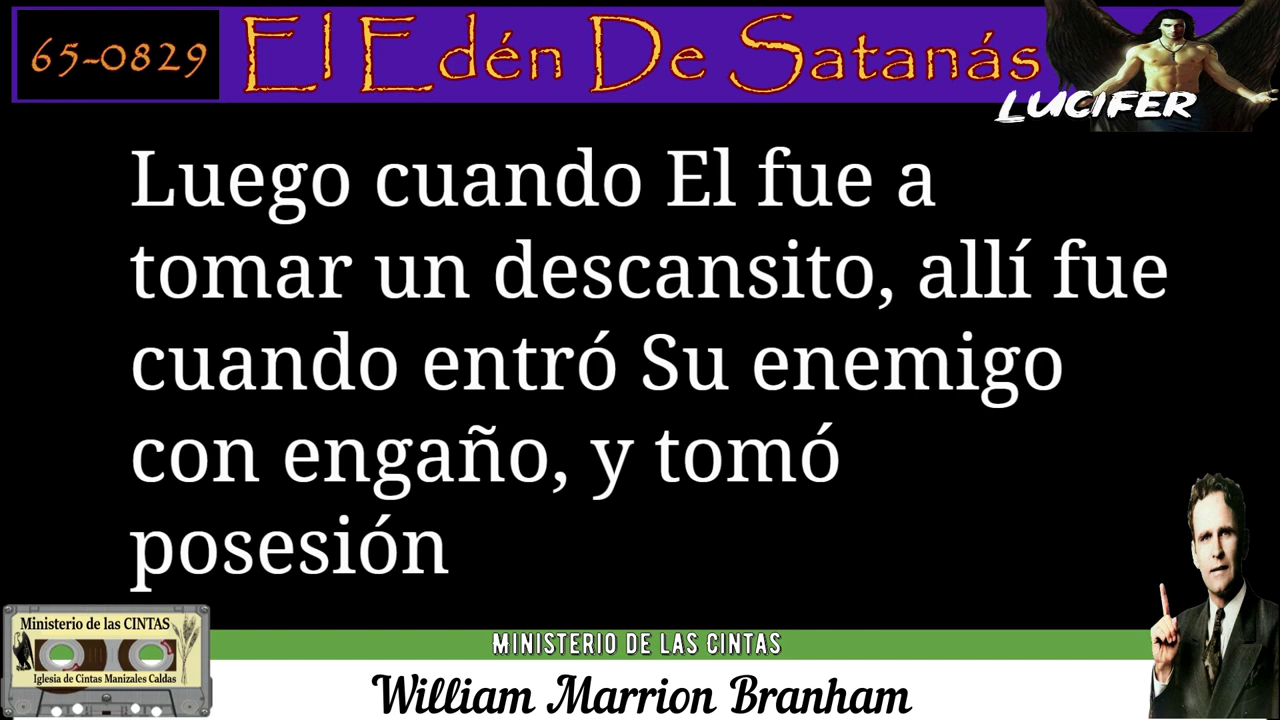 65-0829
El Edén De Satanás
LUCIFER
Luego cuando El fue a
tomar un descansito, allí fue
cuando entró Su enemigo
con engaño, y tomó
posesión
Ministerio de las CINTAS
Iglesia de Cintas Manizales Caldas
MINISTERIO DE LAS CINTAS
William Marrion Branham